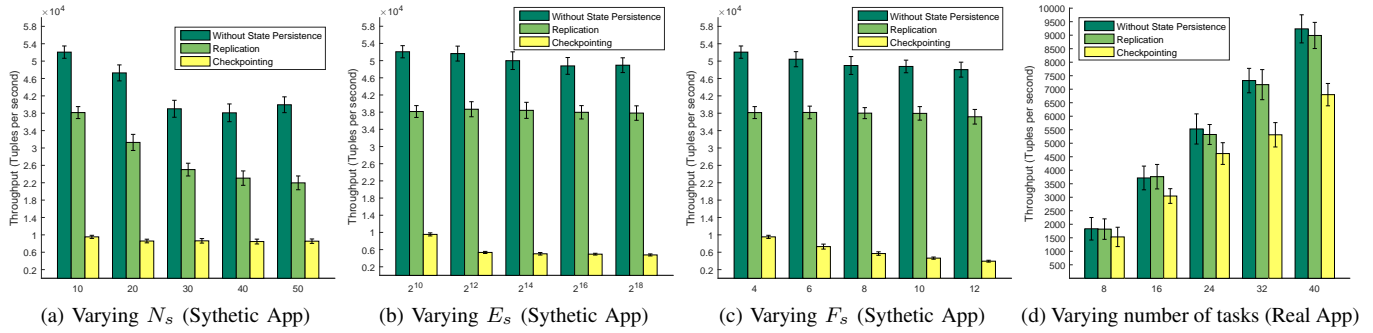 ×10⁴
Throughput (Tuples per second)
5.4
5
4.6
4.2
3.8
3.4
3
2.6
2.2
1.8
1.4
1
0.6
0.2
Without State Persistence
Replication
Checkpointing
10 20 30 40 50
(a) Varying Nₛ (Sythetic App)
×10⁴
Throughput (Tuples per second)
5.4
5
4.6
4.2
3.8
3.4
3
2.6
2.2
1.8
1.4
1
0.6
0.2
Without State Persistence
Replication
Checkpointing
2¹⁰ 2¹² 2¹⁴ 2¹⁶ 2¹⁸
(b) Varying Eₛ (Sythetic App)
×10⁴
Throughput (Tuples per second)
5.4
5
4.6
4.2
3.8
3.4
3
2.6
2.2
1.8
1.4
1
0.6
0.2
Without State Persistence
Replication
Checkpointing
4 6 8 10 12
(c) Varying Fₛ (Sythetic App)
Throughput (Tuples per second)
10000
9500
9000
8500
8000
7500
7000
6500
6000
5500
5000
4500
4000
3500
3000
2500
2000
1500
1000
500
Without State Persistence
Replication
Checkpointing
8 16 24 32 40
(d) Varying number of tasks (Real App)